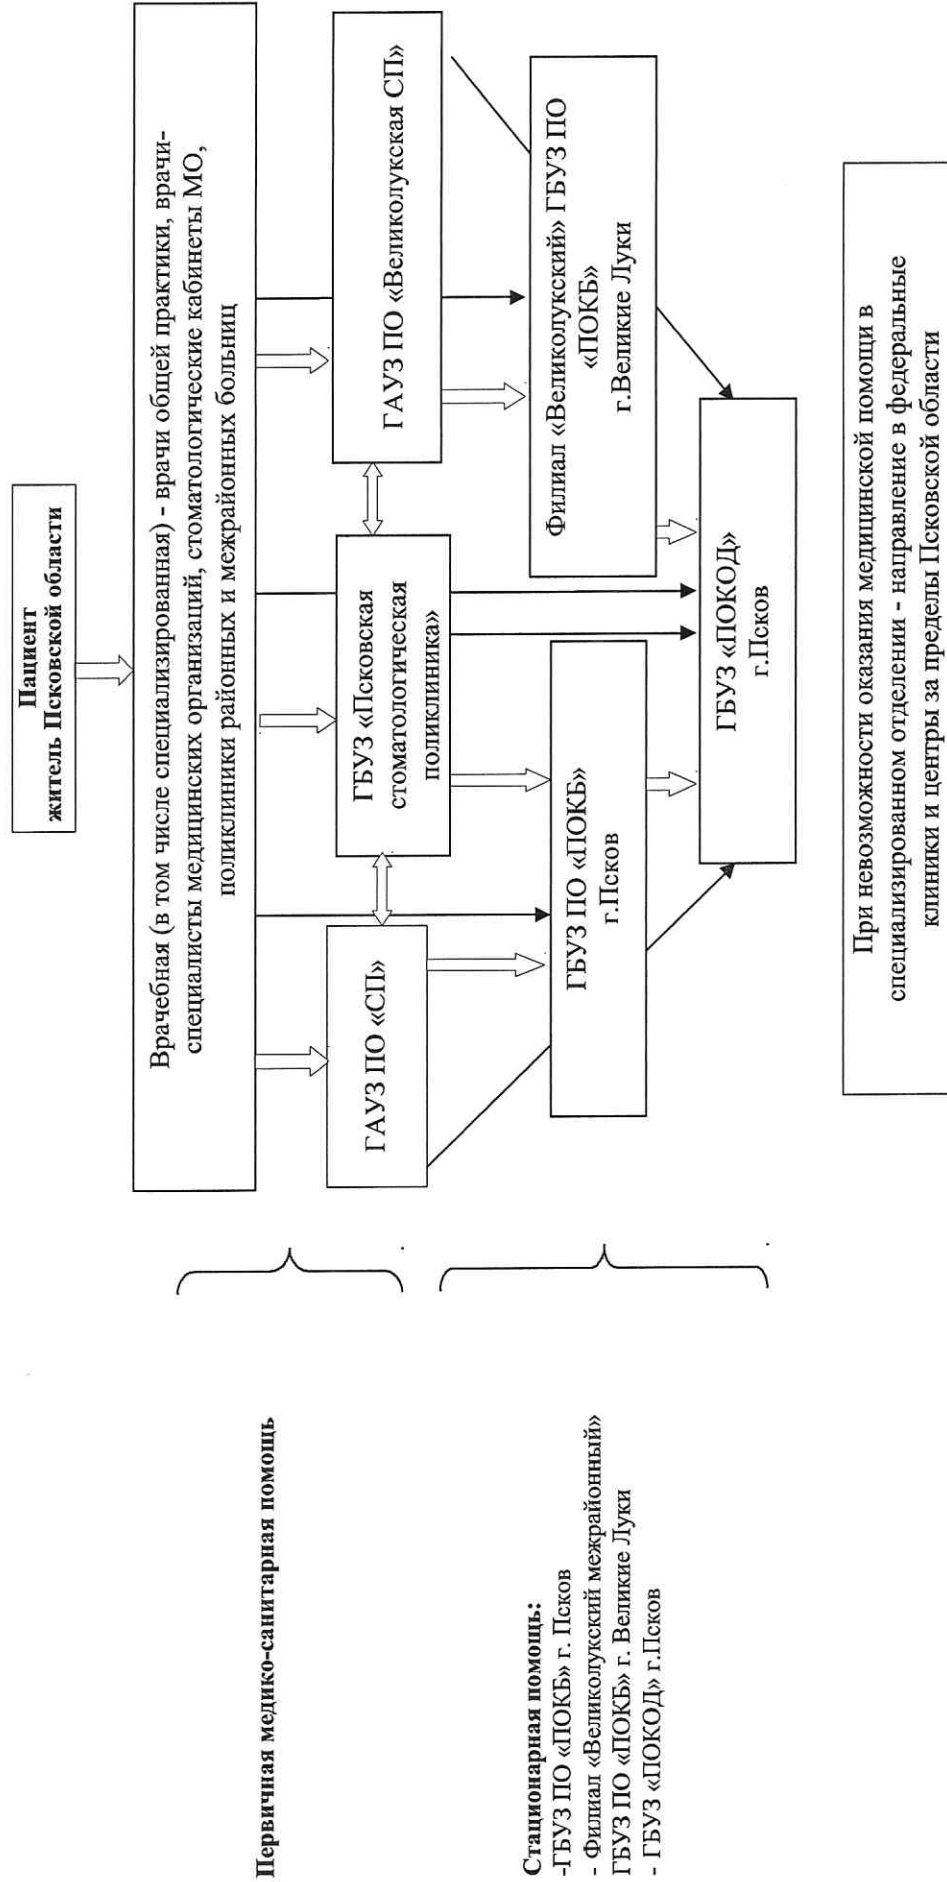 Пациент
житель Псковской области
Врачебная (в том числе специализированная) - врачи общей практики, врачи-
специалисты медицинских организаций, стоматологические кабинеты МО,
поликлиники районных и межрайонных больниц
Первичная медико-санитарная помощь
ГАУЗ ПО «СП»
ГБУЗ «Псковская
стоматологическая
поликлиника»
ГАУЗ ПО «Великолукская СП»
Стационарная помощь:
-ГБУЗ ПО «ПОКБ» г. Псков
- Филиал «Великолукский межрайонный»
ГБУЗ ПО «ПОКБ» г. Великие Луки
- ГБУЗ «ПОКОД» г.Псков
ГБУЗ ПО «ПОКБ»
г.Псков
Филиал «Великолукский» ГБУЗ ПО
«ПОКБ»
г.Великие Луки
ГБУЗ «ПОКОД»
г.Псков
При невозможности оказания медицинской помощи в
специализированном отделении - направление в федеральные
клиники и центры за пределы Псковской области